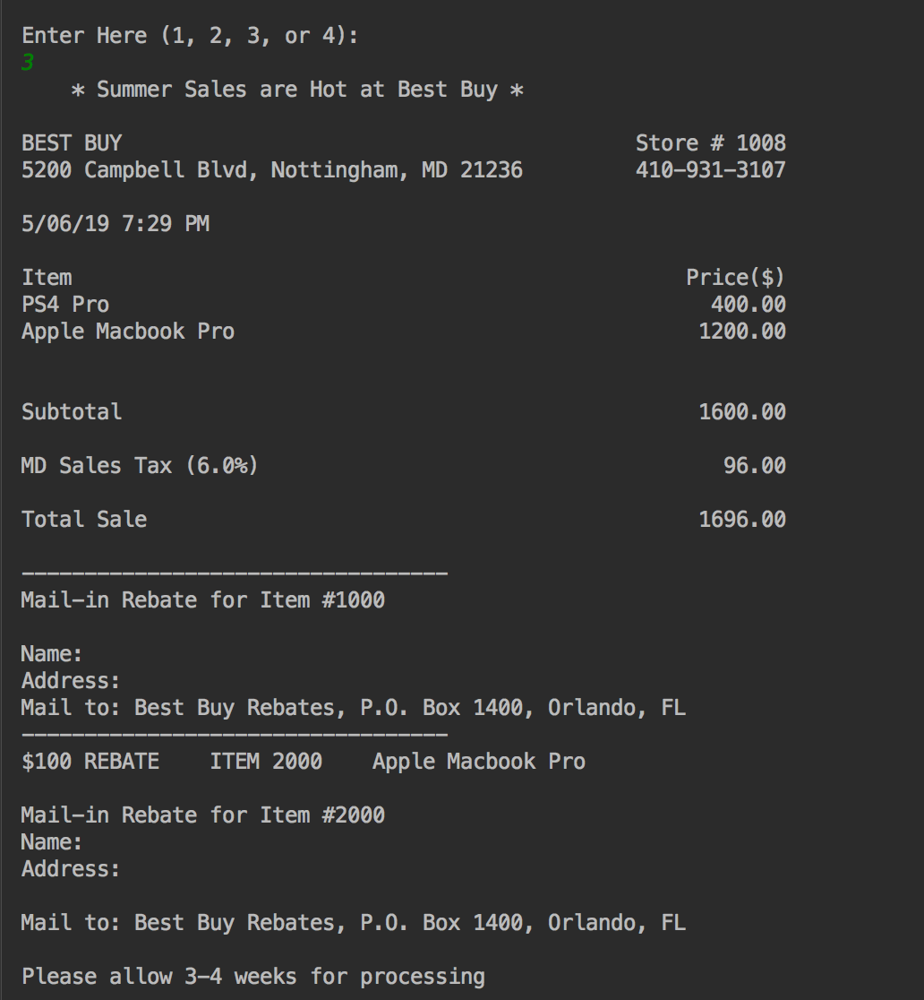 Enter Here (1, 2, 3, or 4):
3
* Summer Sales are Hot at Best Buy *
BEST BUY Store # 1008
5200 Campbell Blvd, Nottingham, MD 21236 410-931-3107
5/06/19 7:29 PM
Item Price($)
PS4 Pro 400.00
Apple Macbook Pro 1200.00
Subtotal 1600.00
MD Sales Tax (6.0%) 96.00
Total Sale 1696.00
----------------------------------
Mail-in Rebate for Item #1000
Name:
Address:
Mail to: Best Buy Rebates, P.O. Box 1400, Orlando, FL
----------------------------------
$100 REBATE ITEM 2000 Apple Macbook Pro
Mail-in Rebate for Item #2000
Name:
Address:
Mail to: Best Buy Rebates, P.O. Box 1400, Orlando, FL
Please allow 3-4 weeks for processing